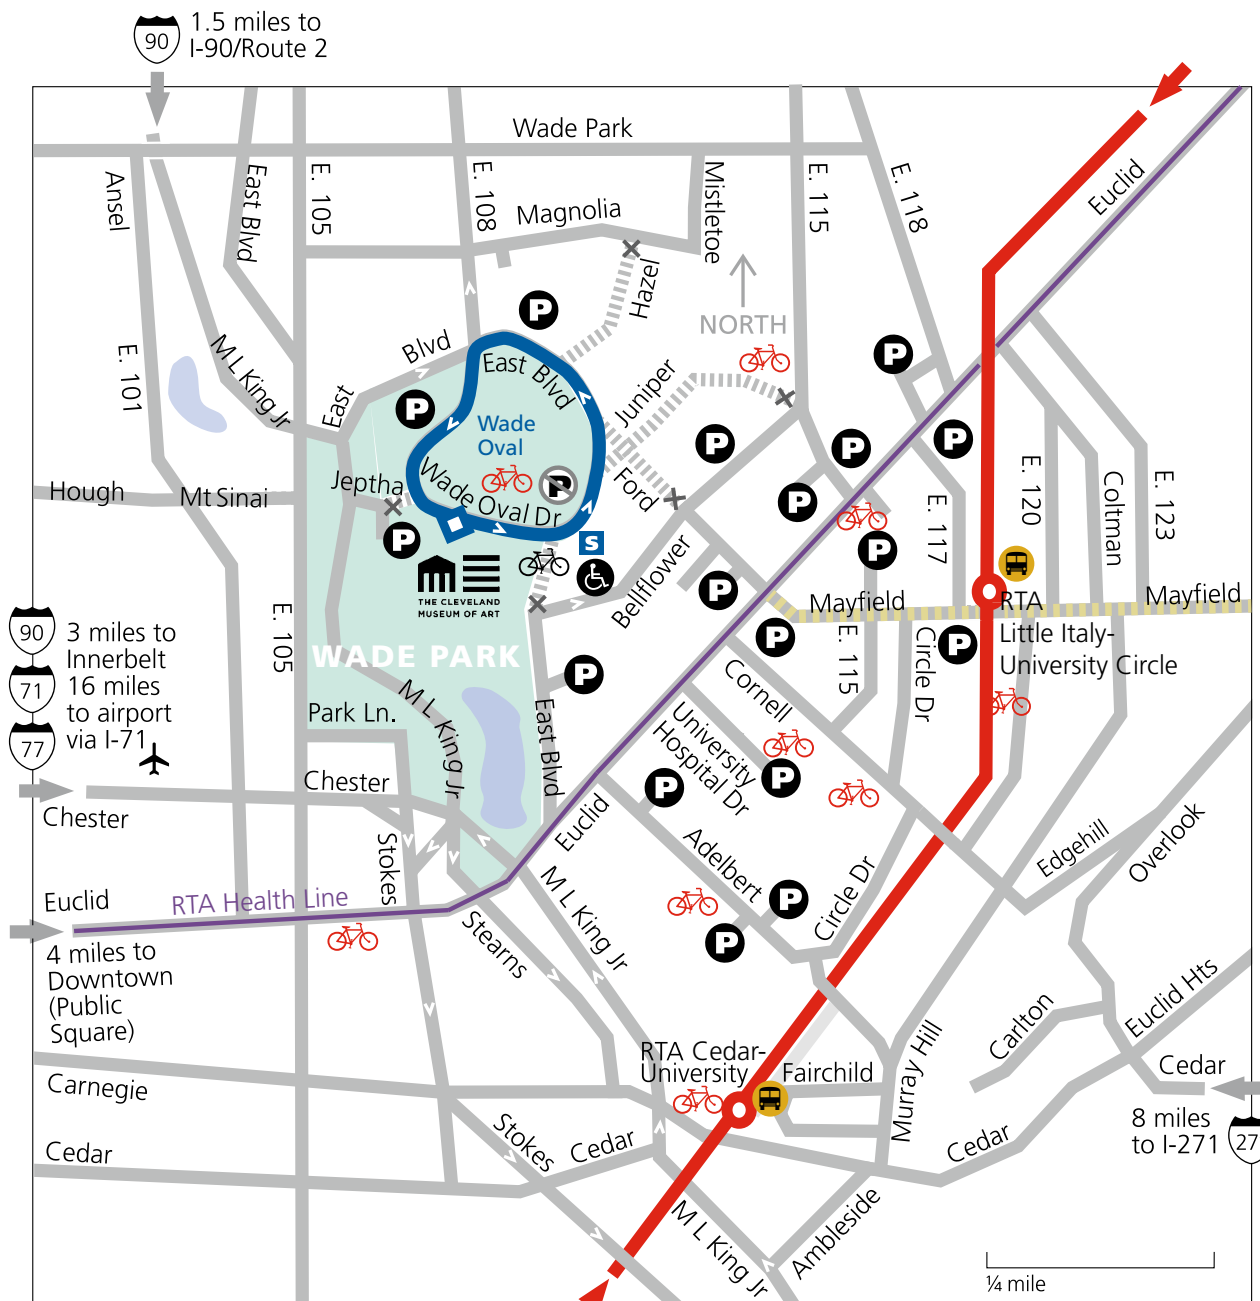 90
1.5 miles to
I-90/Route 2
Wade Park
Ansel
East Blvd
E. 105
E. 108
Magnolia
Mistletoe
E. 115
E. 118
Euclid
Hazel
NORTH
M L King Jr
E. 101
Blvd
East
East Blvd
Juniper
P
P
P
Wade
Oval
P
P
P
Hough
Mt Sinai
Jeptha
Wade Oval Dr
P
Ford
P
E. 117
E. 120
Coltman
E. 123
P
S
P
THE CLEVELAND
MUSEUM OF ART
Bellflower
P
Mayfield
RTA
Mayfield
Little Italy-
University Circle
90
71
77
3 miles to
Innerbelt
16 miles
to airport
via I-71
E. 105
WADE PARK
P
E. 115
Circle Dr
P
P
Cornell
Park Ln.
M L King Jr
East Blvd
University
Hospital Dr
P
P
Chester
Chester
Euclid
Stokes
Adelbert
Circle Dr
Edgehill
Overlook
Euclid
RTA Health Line
P
P
4 miles to
Downtown
(Public
Square)
Stearns
M L King Jr
Carlton
Euclid Hts
RTA Cedar-
University
Fairchild
Murray Hill
Cedar
Carnegie
8 miles
to I-271
27
Cedar
Stokes
Cedar
Cedar
M L King Jr
Ambleside
¼ mile